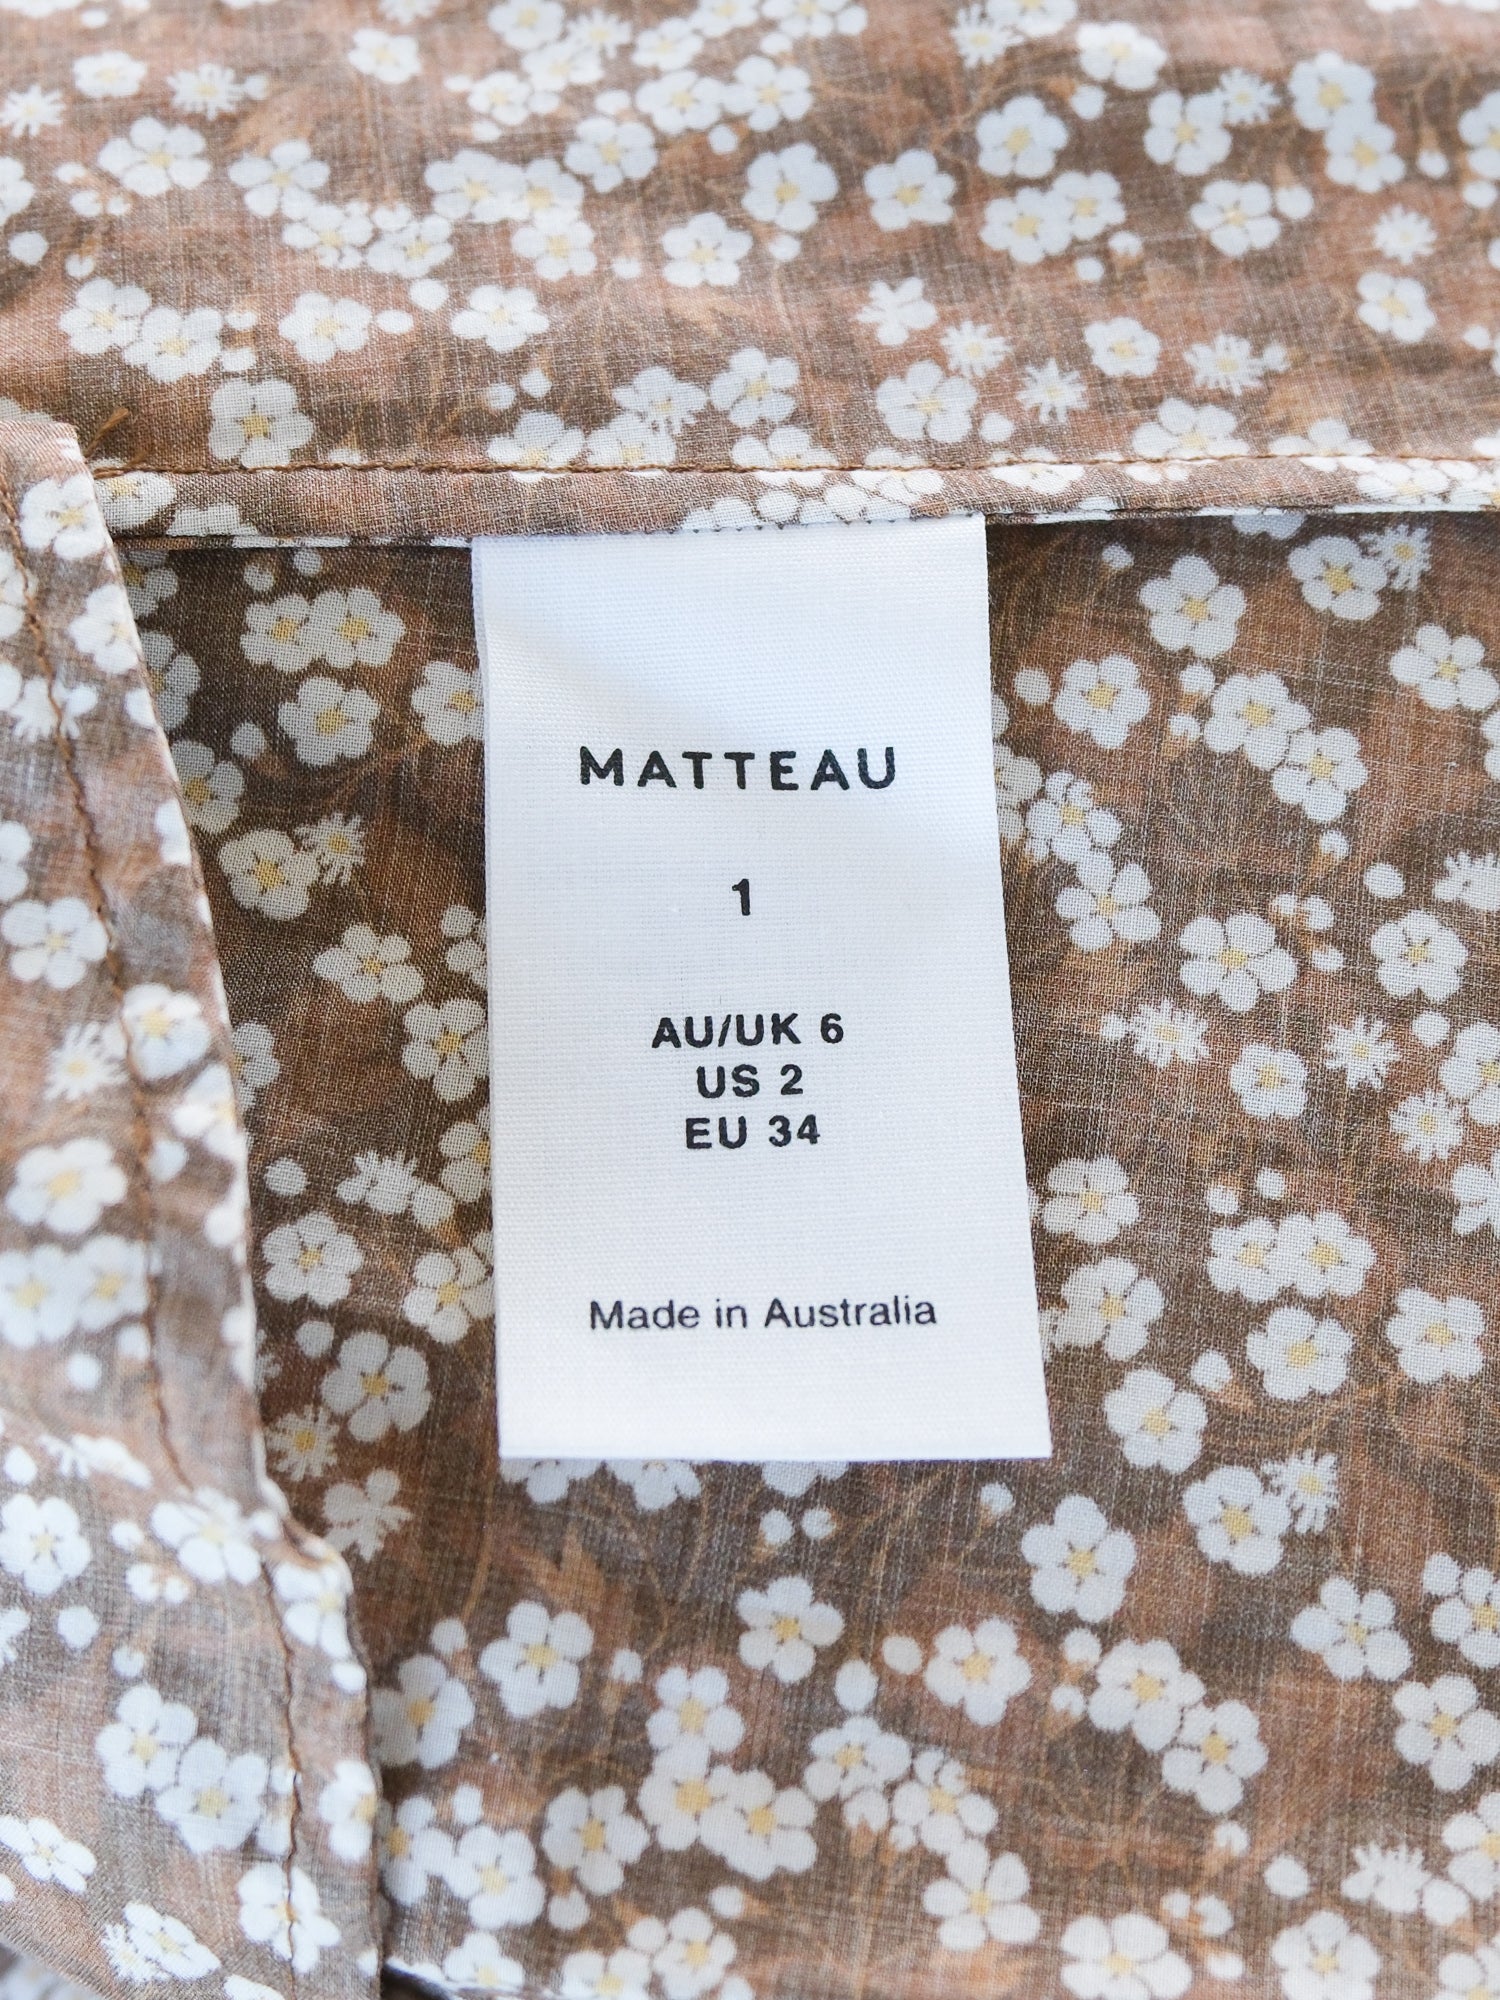 MATTEAU
1
AU/UK 6
US 2
EU 34
Made in Australia